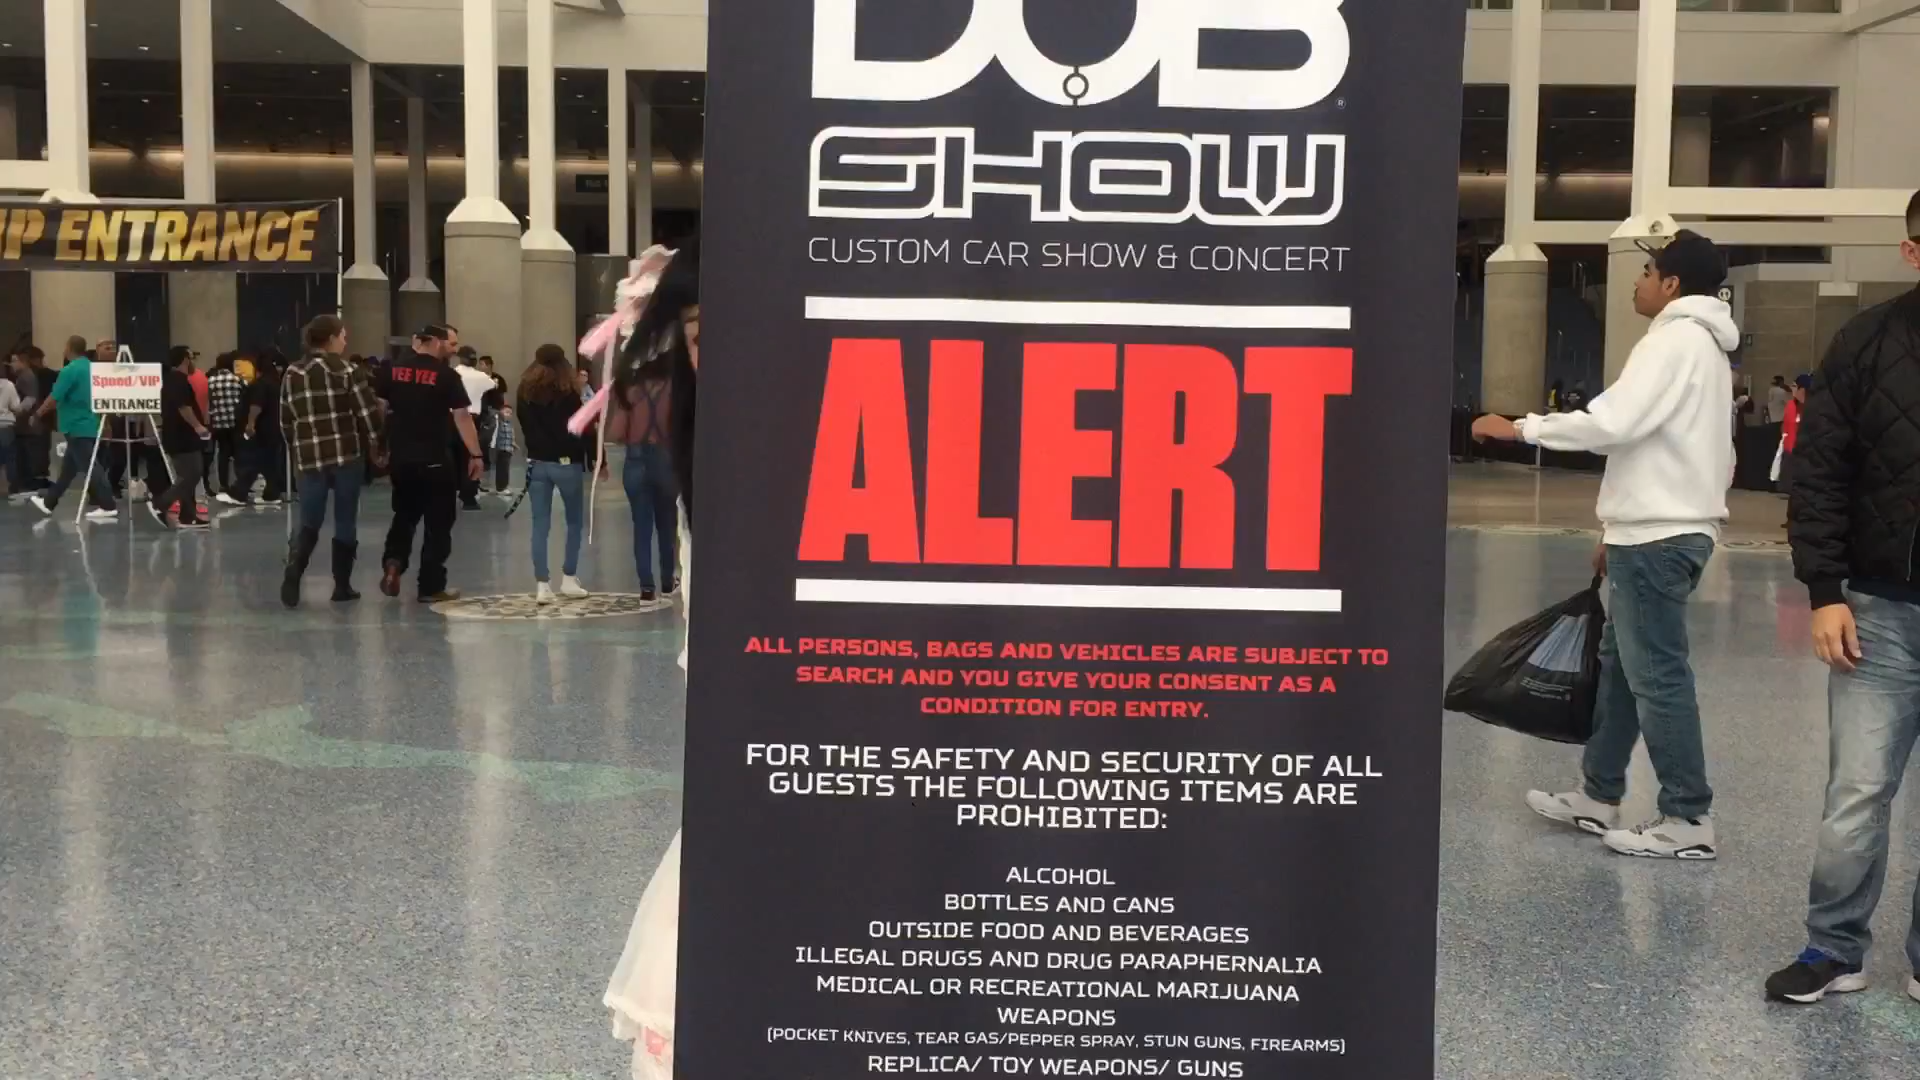 DUB
SHOW
CUSTOM CAR SHOW & CONCERT
ALERT
ALL PERSONS, BAGS AND VEHICLES ARE SUBJECT TO
SEARCH AND YOU GIVE YOUR CONSENT AS A
CONDITION FOR ENTRY.
FOR THE SAFETY AND SECURITY OF ALL
GUESTS THE FOLLOWING ITEMS ARE
PROHIBITED:
ALCOHOL
BOTTLES AND CANS
OUTSIDE FOOD AND BEVERAGES
ILLEGAL DRUGS AND DRUG PARAPHERNALIA
MEDICAL OR RECREATIONAL MARIJUANA
WEAPONS
(POCKET KNIVES, TEAR GAS/PEPPER SPRAY, STUN GUNS, FIREARMS)
REPLICA/ TOY WEAPONS/ GUNS
IP ENTRANCE
Speed/VIP
ENTRANCE
YEE YEE